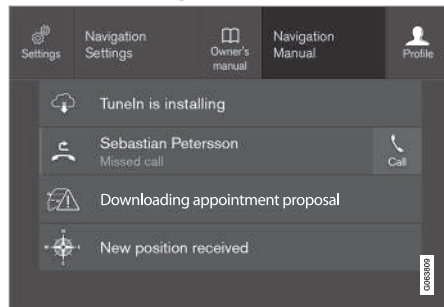 Settings
Navigation
Settings
Owner's
manual
Navigation
Manual
Profile
TuneIn is installing
Sebastian Petersson
Missed call
Call
Downloading appointment proposal
New position received
G063809